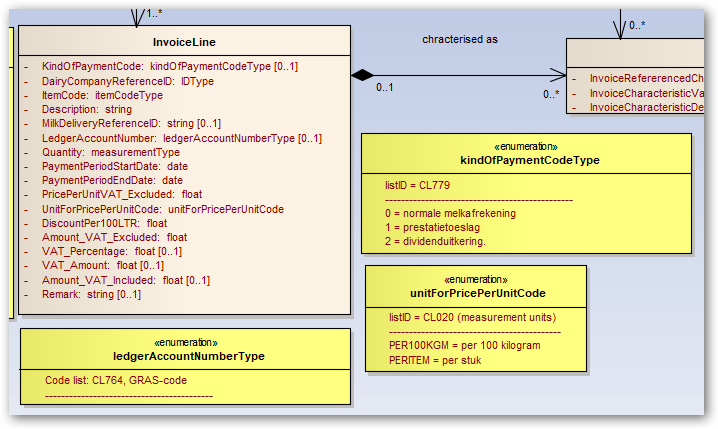 1..*
0..*
InvoiceLine
- KindOfPaymentCode: kindOfPaymentCodeType [0..1]
- DairyCompanyReferenceID: IDType
- ItemCode: itemCodeType
- Description: string
- MilkDeliveryReferenceID: string [0..1]
- LedgerAccountNumber: ledgerAccountNumberType [0..1]
- Quantity: measurementType
- PaymentPeriodStartDate: date
- PaymentPeriodEndDate: date
- PricePerUnitVAT_Excluded: float
- UnitForPricePerUnitCode: unitForPricePerUnitCode
- DiscountPer100LTR: float
- Amount_VAT_Excluded: float
- VAT_Percentage: float [0..1]
- VAT_Amount: float [0..1]
- Amount_VAT_Included: float [0..1]
- Remark: string [0..1]
chracterised as
0..1
0..*
- InvoiceRefererencedCh
- InvoiceCharacteristicVa
- InvoiceCharacteristicDe
«enumeration»
kindOfPaymentCodeType
listID = CL779
-----------------------------------------------
0 = normale melkafrekening
1 = prestatietoeslag
2 = dividenduitkering.
«enumeration»
unitForPricePerUnitCode
listID = CL020 (measurement units)
-------------------------------------------
PER100KGM = per 100 kilogram
PERITEM = per stuk
«enumeration»
ledgerAccountNumberType
Code list: CL764, GRAS-code
------------------------------------------